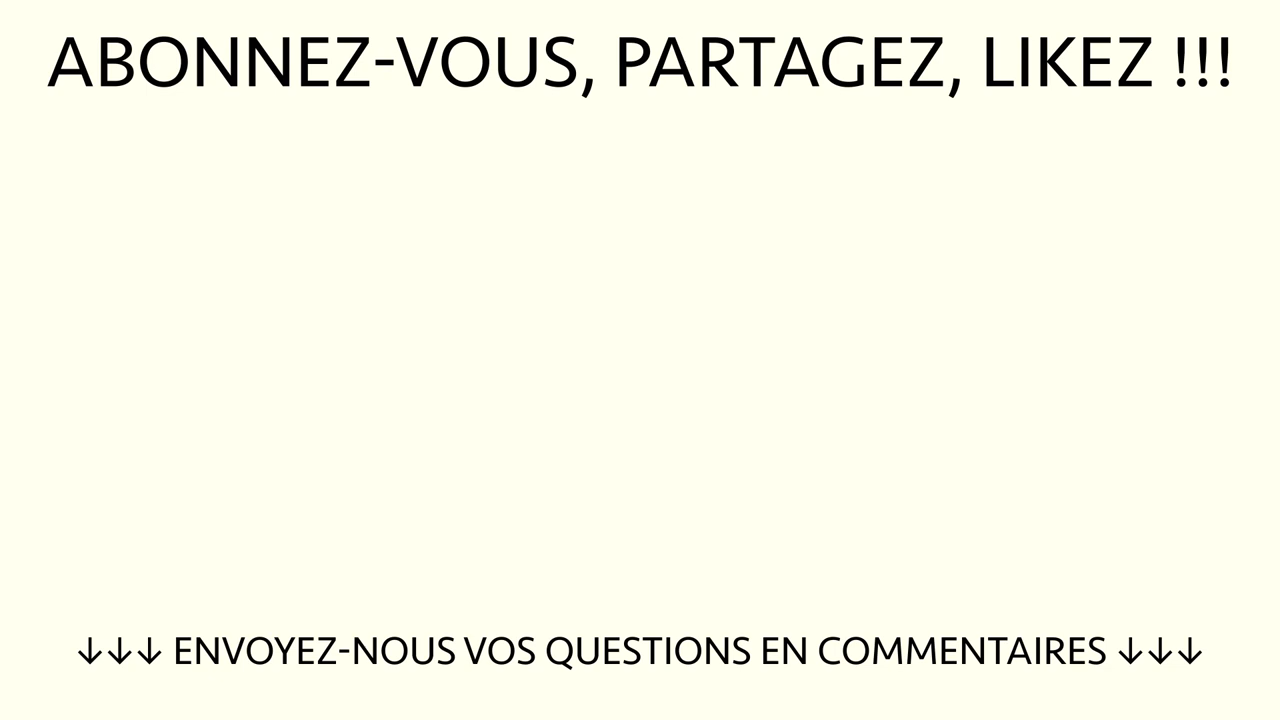 ABONNEZ-VOUS, PARTAGEZ, LIKEZ !!!
↓↓↓ ENVOYEZ-NOUS VOS QUESTIONS EN COMMENTAIRES ↓↓↓